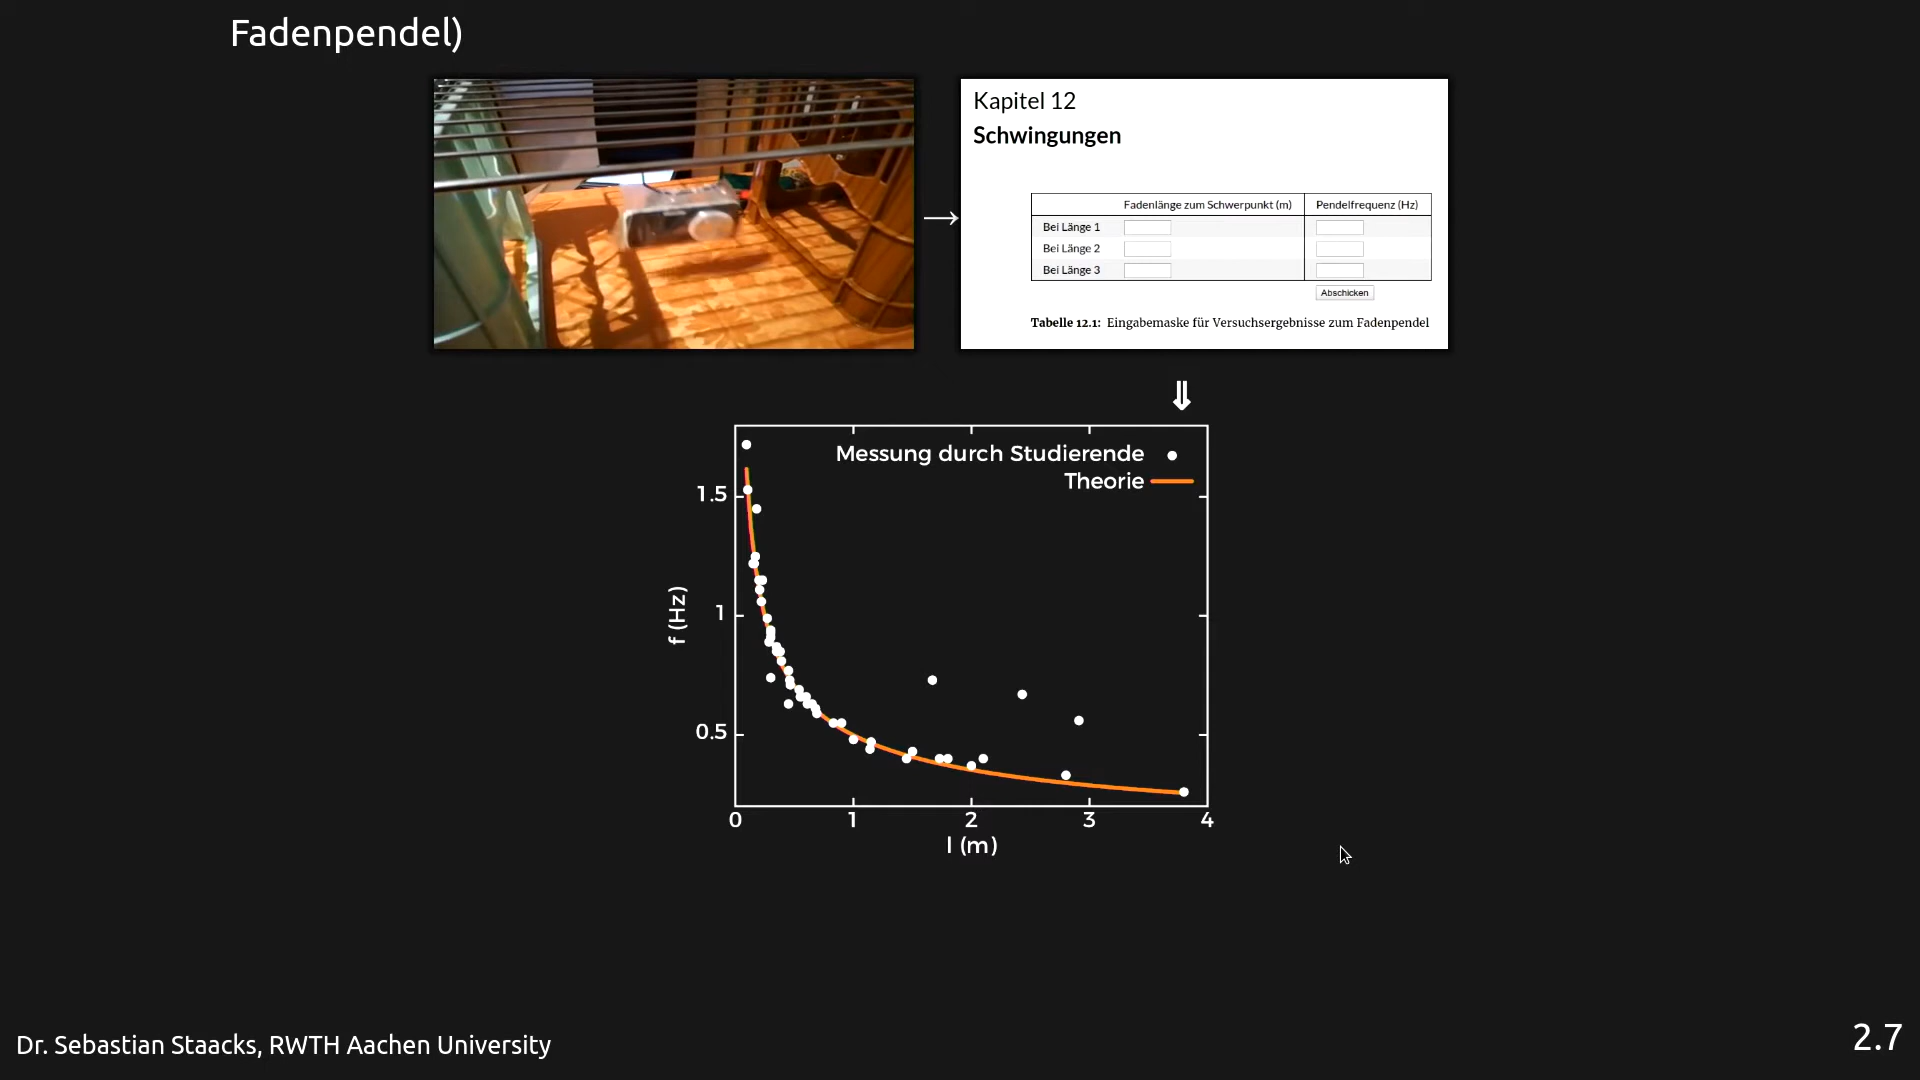 Fadenpendel)
Kapitel 12
Schwingungen
Fadenlänge zum Schwerpunkt (m) Pendelfrequenz (Hz)
Bei Länge 1
Bei Länge 2
Bei Länge 3
Abschicken
Tabelle 12.1: Eingabemaske für Versuchsergebnisse zum Fadenpendel
→
⇓
Messung durch Studierende
Theorie
1.5
1
0.5
f (Hz)
0 1 2 3 4
l (m)
Dr. Sebastian Staacks, RWTH Aachen University
2.7